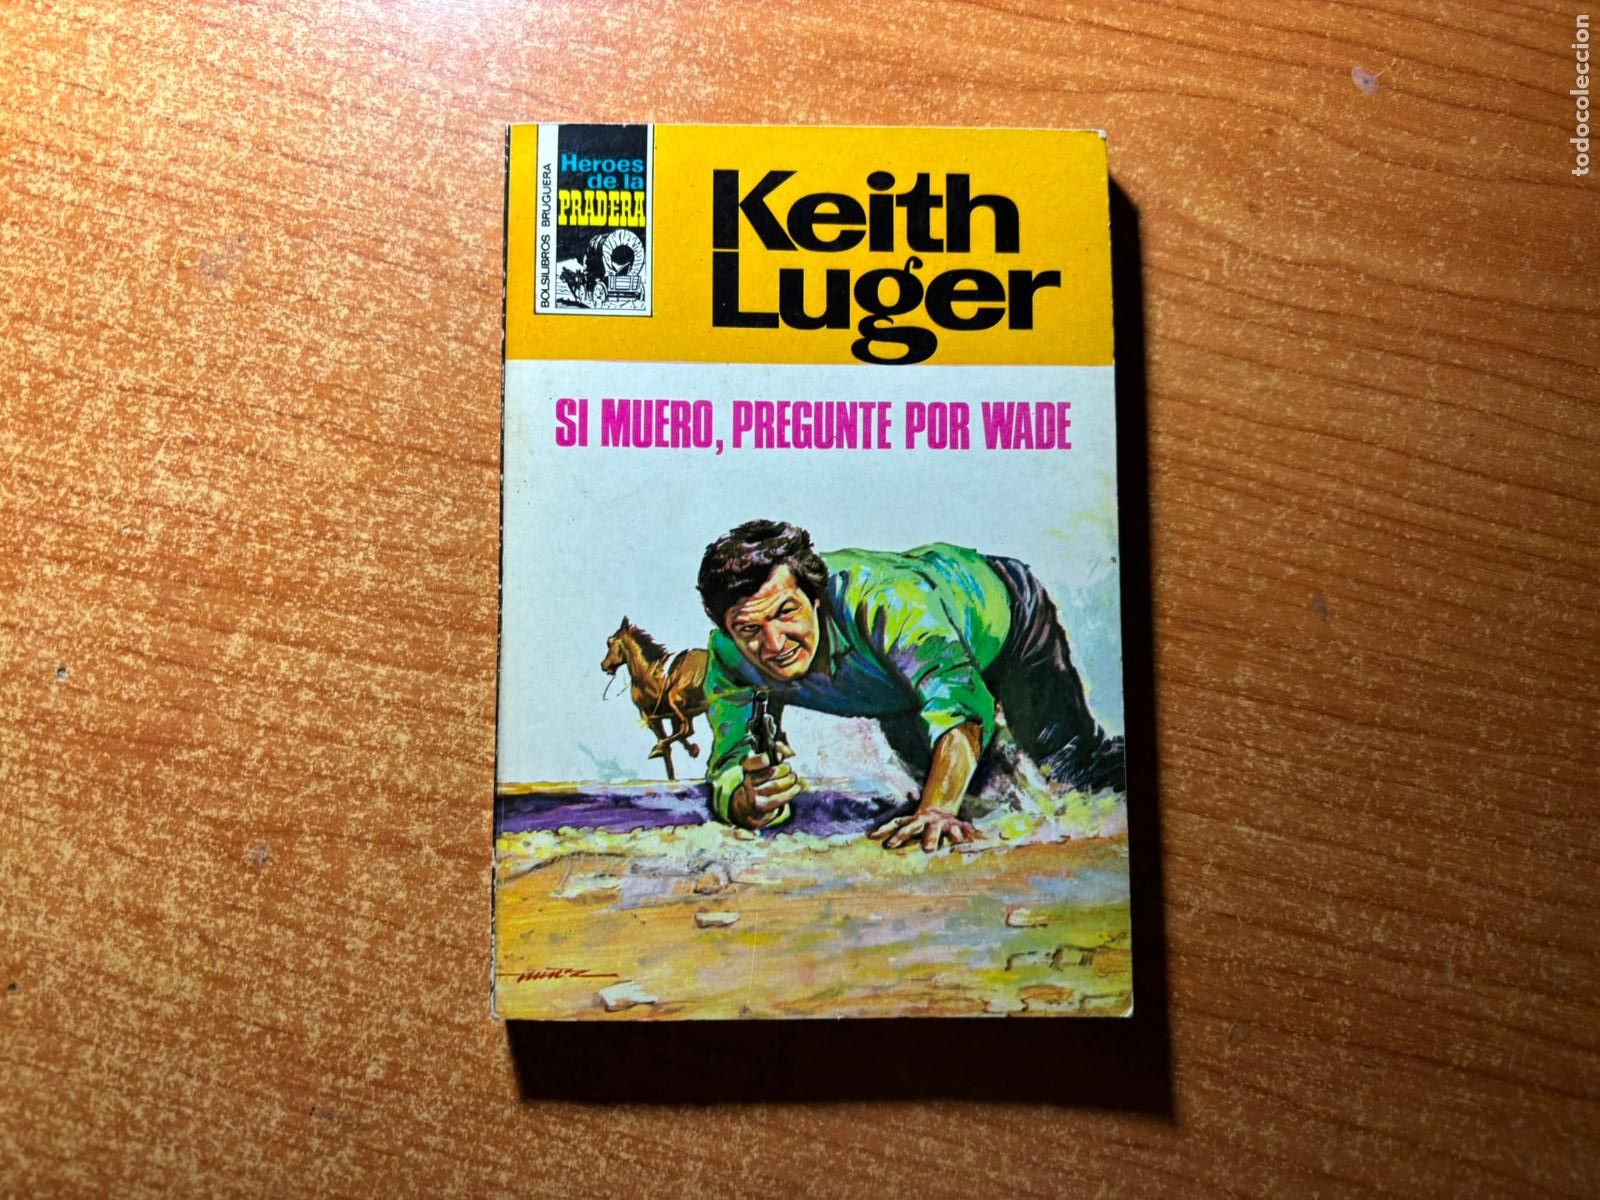 BOLSILIBROS BRUGUERA
Heroes
de la
PRADERA
Keith
Luger
SI MUERO, PREGUNTE POR WADE
todocoleccion